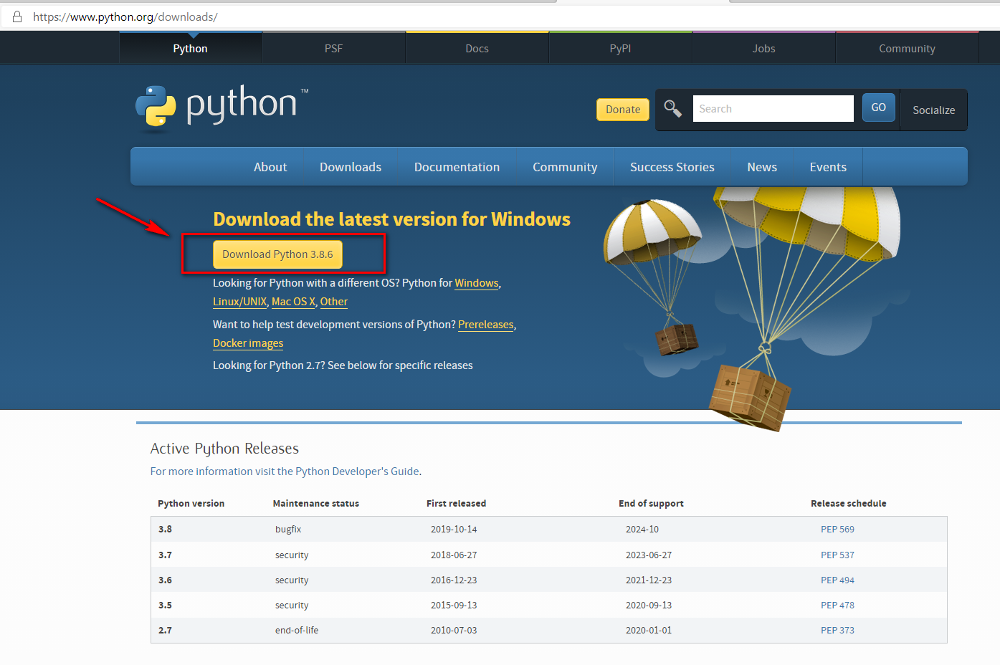 https://www.python.org/downloads/
Python PSF Docs PyPI Jobs Community
python™
Donate Search GO Socialize
About Downloads Documentation Community Success Stories News Events
Download the latest version for Windows
Download Python 3.8.6
Looking for Python with a different OS? Python for Windows,
Linux/UNIX, Mac OS X, Other
Want to help test development versions of Python? Prereleases,
Docker images
Looking for Python 2.7? See below for specific releases
Active Python Releases
For more information visit the Python Developer's Guide.
Python version Maintenance status First released End of support Release schedule
3.8 bugfix 2019-10-14 2024-10 PEP 569
3.7 security 2018-06-27 2023-06-27 PEP 537
3.6 security 2016-12-23 2021-12-23 PEP 494
3.5 security 2015-09-13 2020-09-13 PEP 478
2.7 end-of-life 2010-07-03 2020-01-01 PEP 373